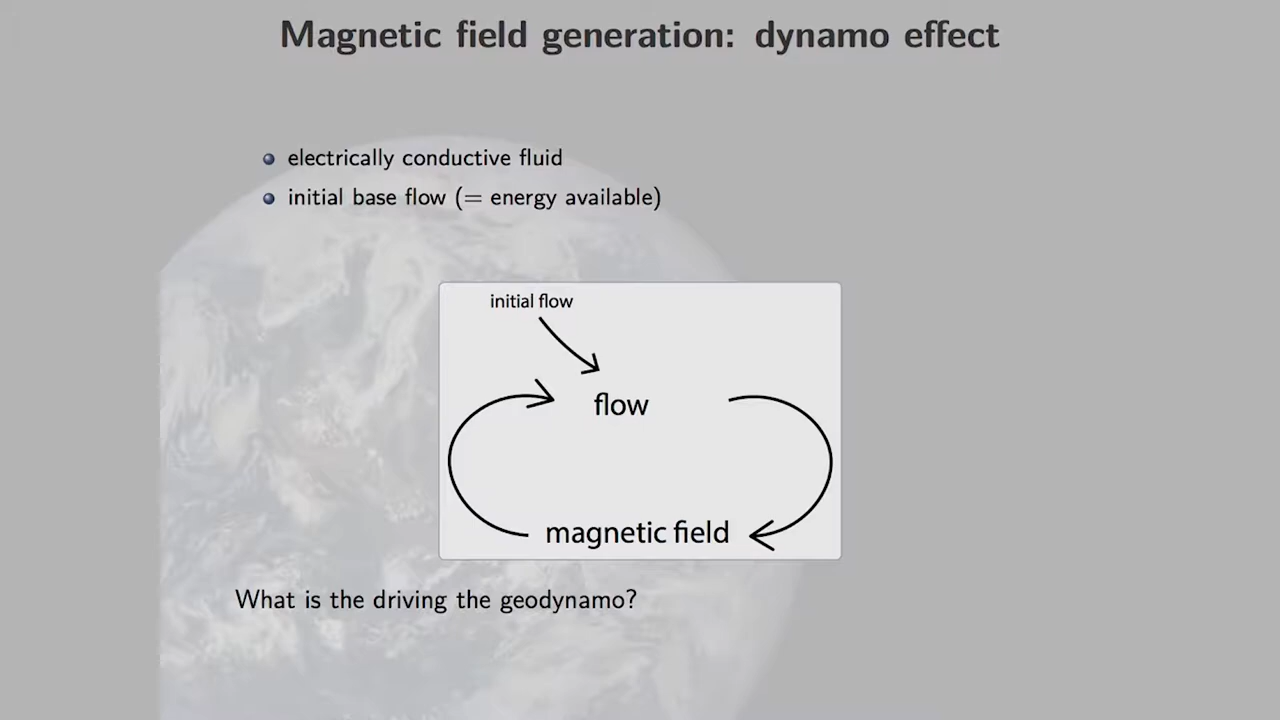 Magnetic field generation: dynamo effect
electrically conductive fluid
initial base flow (= energy available)
initial flow
flow
magnetic field
What is the driving the geodynamo?